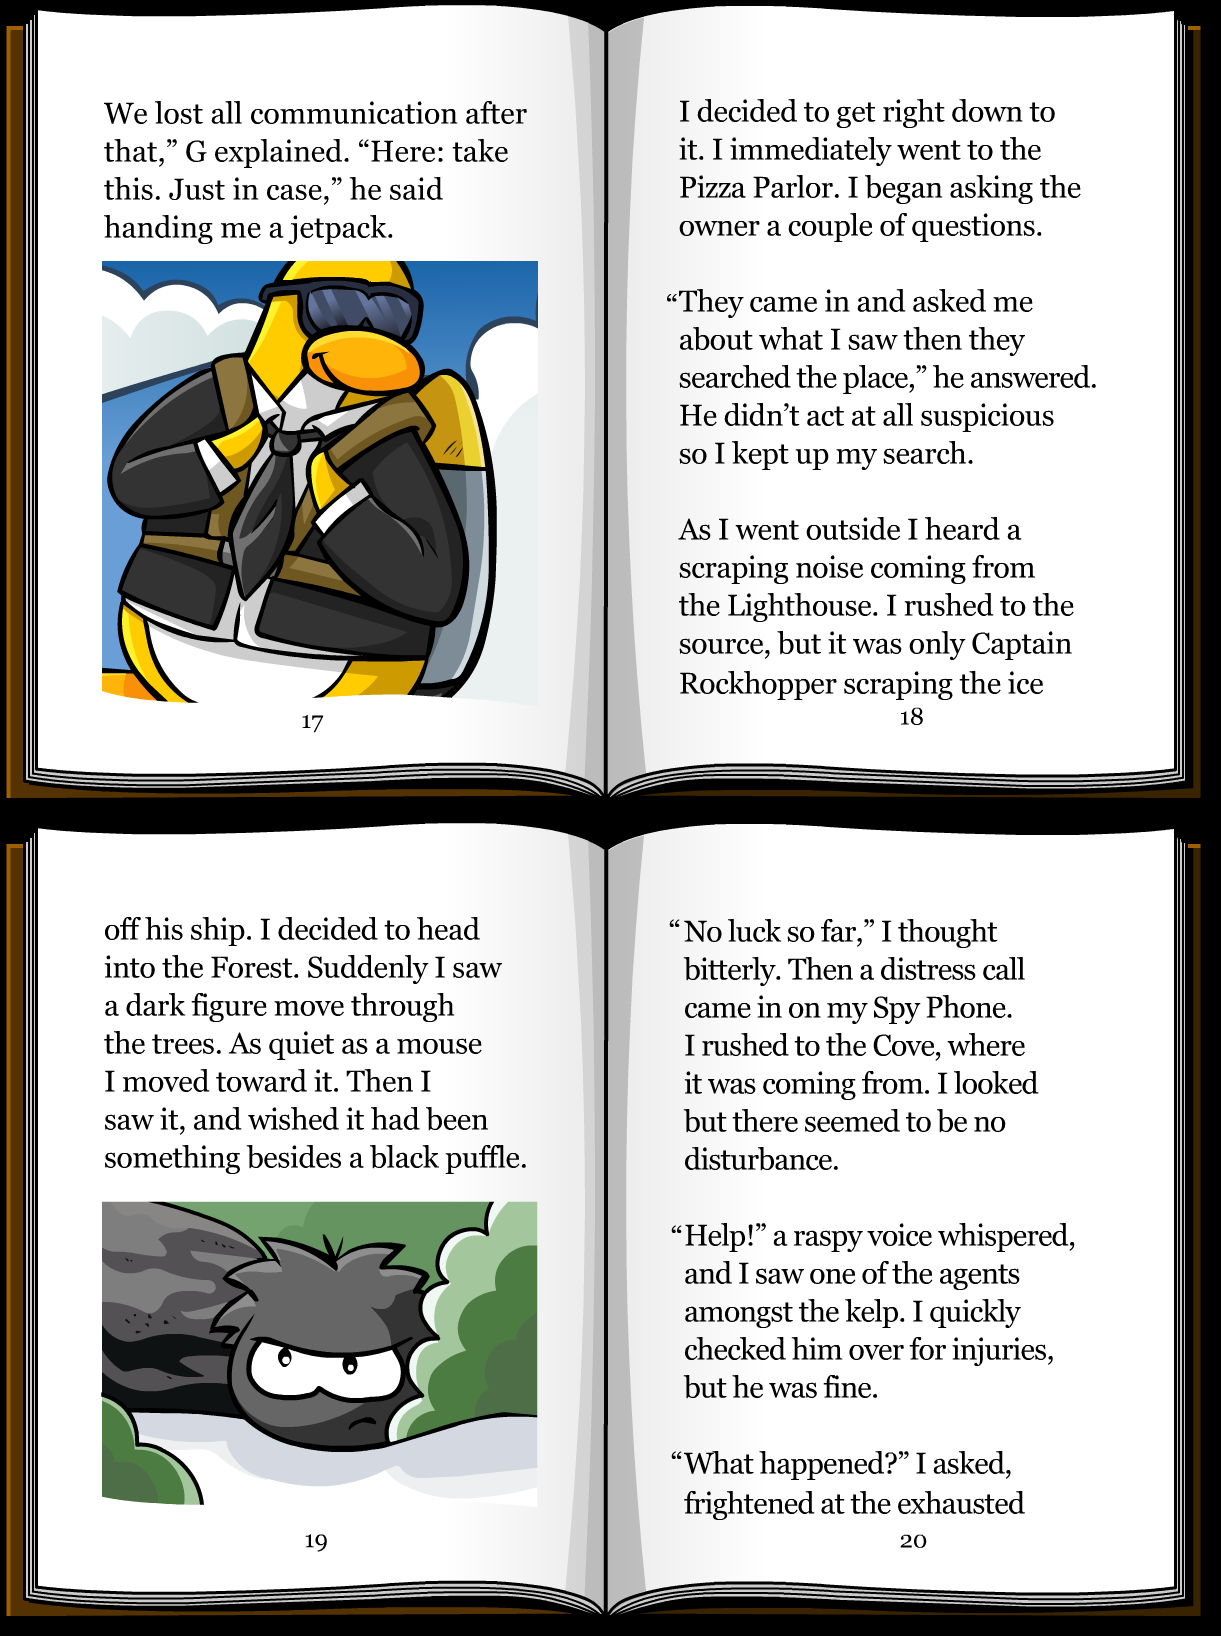 We lost all communication after
that,” G explained. “Here: take
this. Just in case,” he said
handing me a jetpack.
17
I decided to get right down to
it. I immediately went to the
Pizza Parlor. I began asking the
owner a couple of questions.
“They came in and asked me
about what I saw then they
searched the place,” he answered.
He didn’t act at all suspicious
so I kept up my search.
As I went outside I heard a
scraping noise coming from
the Lighthouse. I rushed to the
source, but it was only Captain
Rockhopper scraping the ice
18
off his ship. I decided to head
into the Forest. Suddenly I saw
a dark figure move through
the trees. As quiet as a mouse
I moved toward it. Then I
saw it, and wished it had been
something besides a black puffle.
19
“No luck so far,” I thought
bitterly. Then a distress call
came in on my Spy Phone.
I rushed to the Cove, where
it was coming from. I looked
but there seemed to be no
disturbance.
“Help!” a raspy voice whispered,
and I saw one of the agents
amongst the kelp. I quickly
checked him over for injuries,
but he was fine.
“What happened?” I asked,
frightened at the exhausted
20